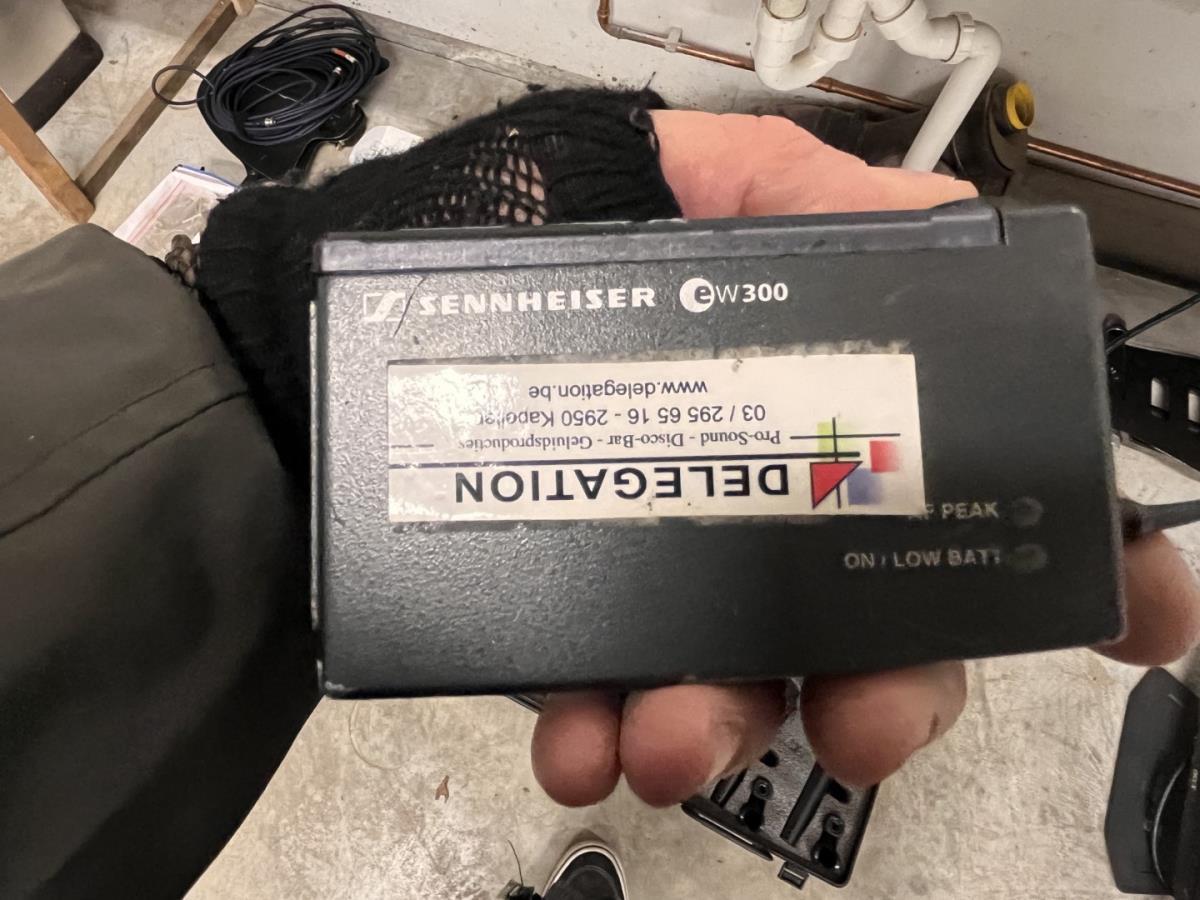 SENNHEISER ew300
DELEGATION
Pro-Sound - Disco-Bar - Geluidsproducties
03 / 295 65 16 - 2950 Kapellen
www.delegation.be
PEAK
ON / LOW BATT